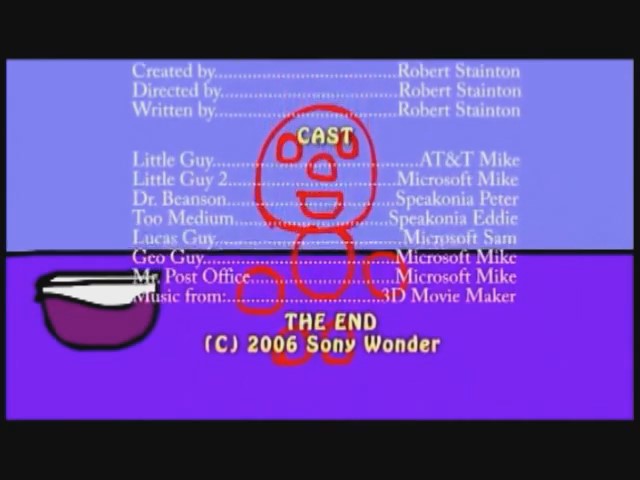 Created by..............................Robert Stainton
Directed by.............................Robert Stainton
Written by..............................Robert Stainton
CAST
Little Guy..................................AT&T Mike
Little Guy 2............................Microsoft Mike
Dr. Beanson............................Speakonia Peter
Too Medium..........................Speakonia Eddie
Lucas Guy................................Microsoft Sam
Geo Guy................................Microsoft Mike
Mr. Post Office........................Microsoft Mike
Music from:..........................3D Movie Maker
THE END
(C) 2006 Sony Wonder